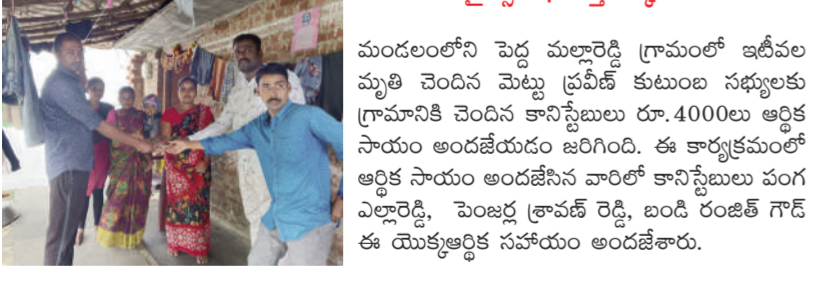 మండలంలోని పెద్ద మల్లారెడ్డి గ్రామంలో ఇటీవల
మృతి చెందిన మెట్టు ప్రవీణ్ కుటుంబ సభ్యులకు
గ్రామానికి చెందిన కానిస్టేబులు రూ.4000లు ఆర్థిక
సాయం అందజేయడం జరిగింది. ఈ కార్యక్రమంలో
ఆర్థిక సాయం అందజేసిన వారిలో కానిస్టేబులు పంగ
ఎల్లారెడ్డి, పెంజర్ల శ్రావణ్ రెడ్డి, బండి రంజిత్ గౌడ్
ఈ యొక్కఆర్థిక సహాయం అందజేశారు.